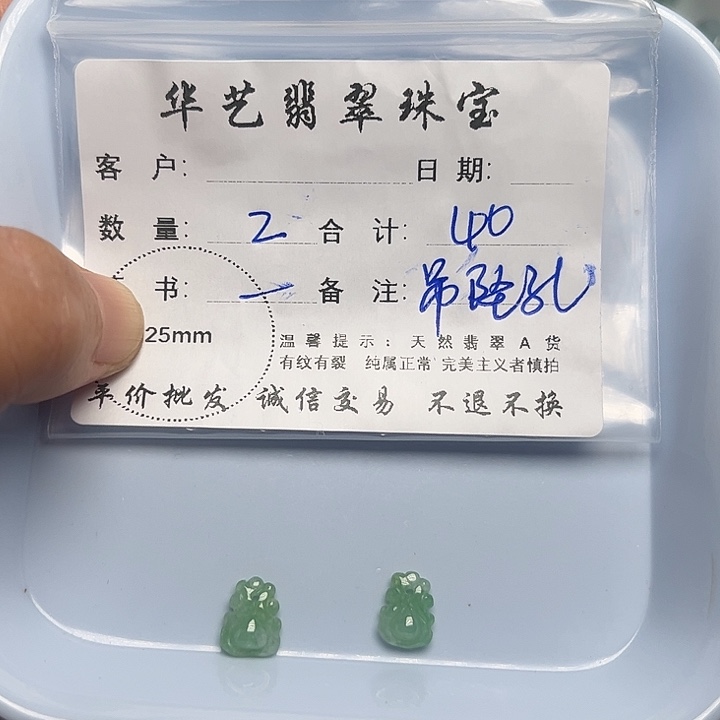 华艺翡翠珠宝
客 户: 日 期:
数 量: 2 合 计: 40
书: 一 备 注: 吊坠孔
25mm
温馨提示: 天然翡翠A货
有纹有裂 纯属正常 完美主义者慎拍
单价批发 诚信交易 不退不换